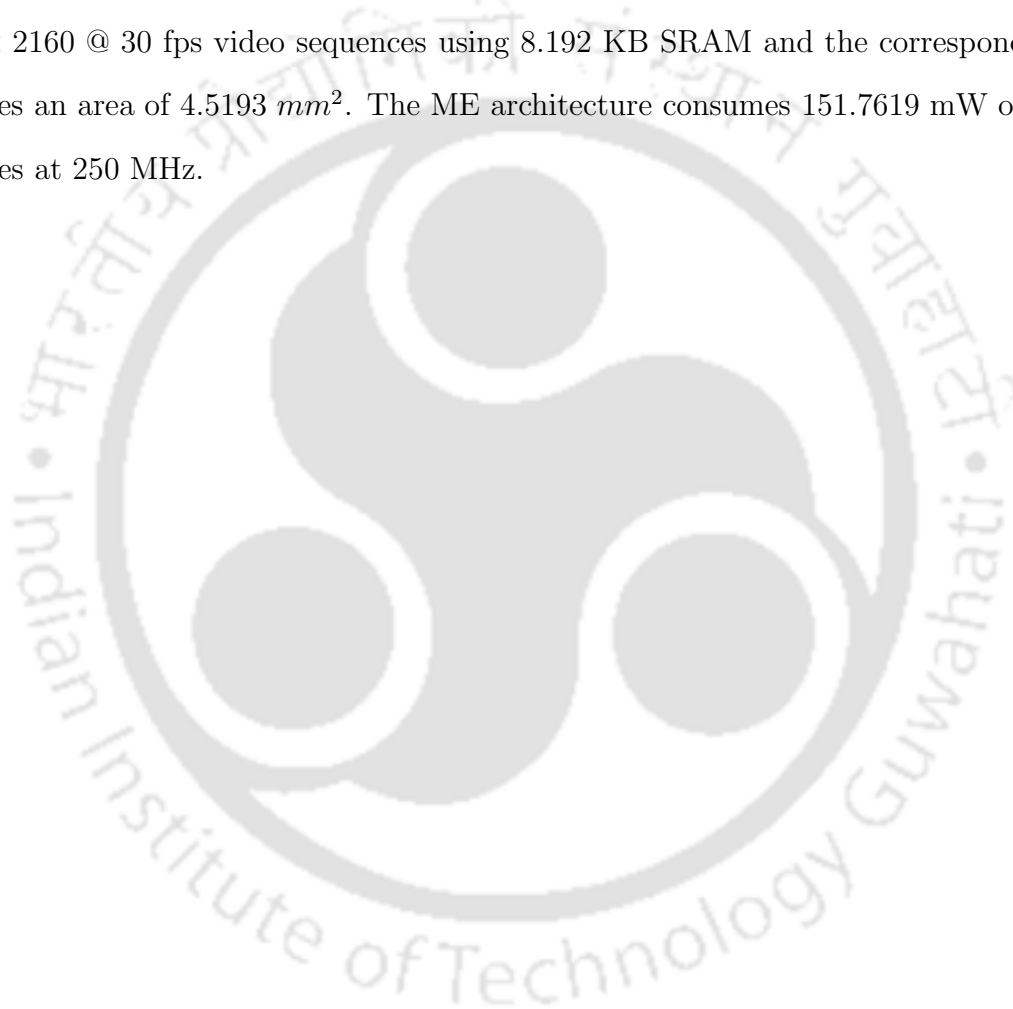 2160 @ 30 fps video sequences using 8.192 KB SRAM and the
es an area of 4.5193 mm². The ME architecture consumes 151.7619 mW
es at 250 MHz.
भारतीय प्रौद्योगिकी संस्थान गुवाहाटी
• Indian Institute of Technology Guwahati •